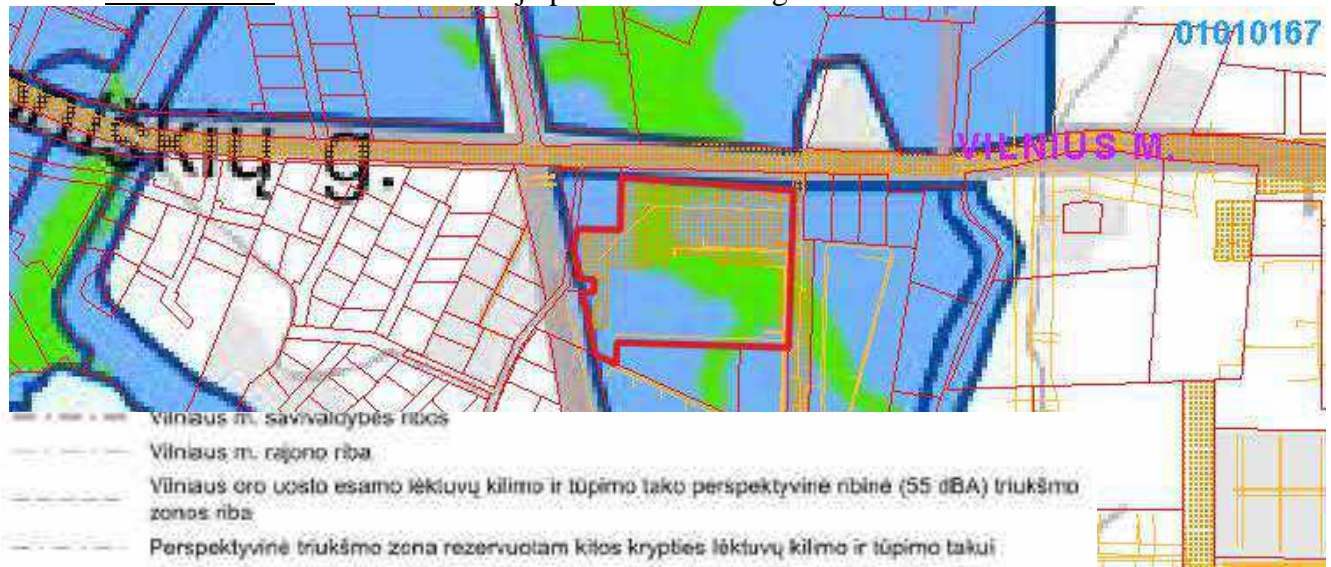 01010167
g.
VILNIUS M.
Vilniaus m. savivaldybės ribos
Vilniaus m. rajono riba
Vilniaus oro uosto esamo lėktuvų kilimo ir tūpimo tako perspektyvinė ribinė (55 dBA) triukšmo
zonos riba
Perspektyvinė triukšmo zona rezervuotam kitos krypties lėktuvų kilimo ir tūpimo takui